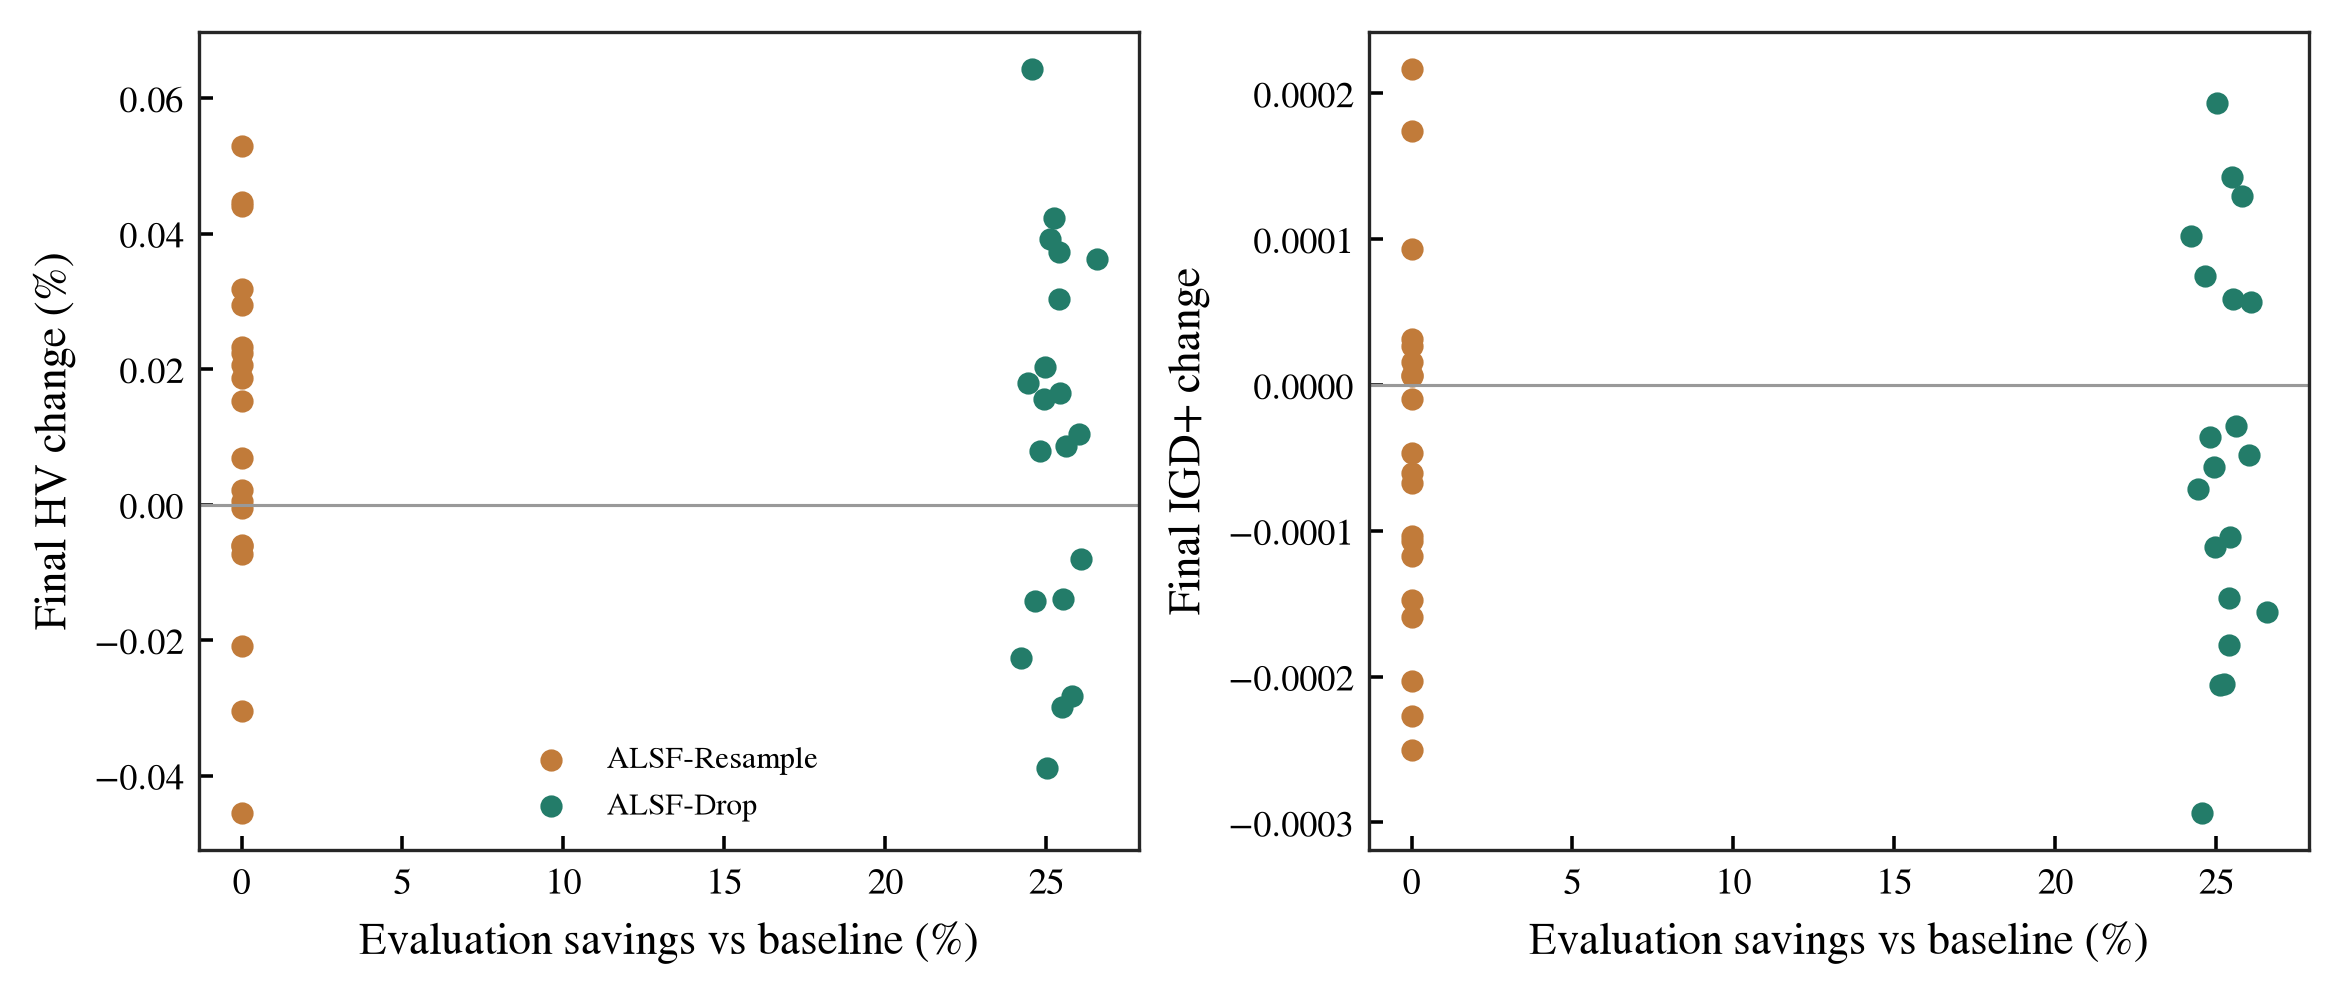 Final HV change (%)
0.06
0.04
0.02
0.00
−0.02
−0.04
0 5 10 15 20 25
Evaluation savings vs baseline (%)
ALSF-Resample
ALSF-Drop
Final IGD+ change
0.0002
0.0001
0.0000
−0.0001
−0.0002
−0.0003
0 5 10 15 20 25
Evaluation savings vs baseline (%)